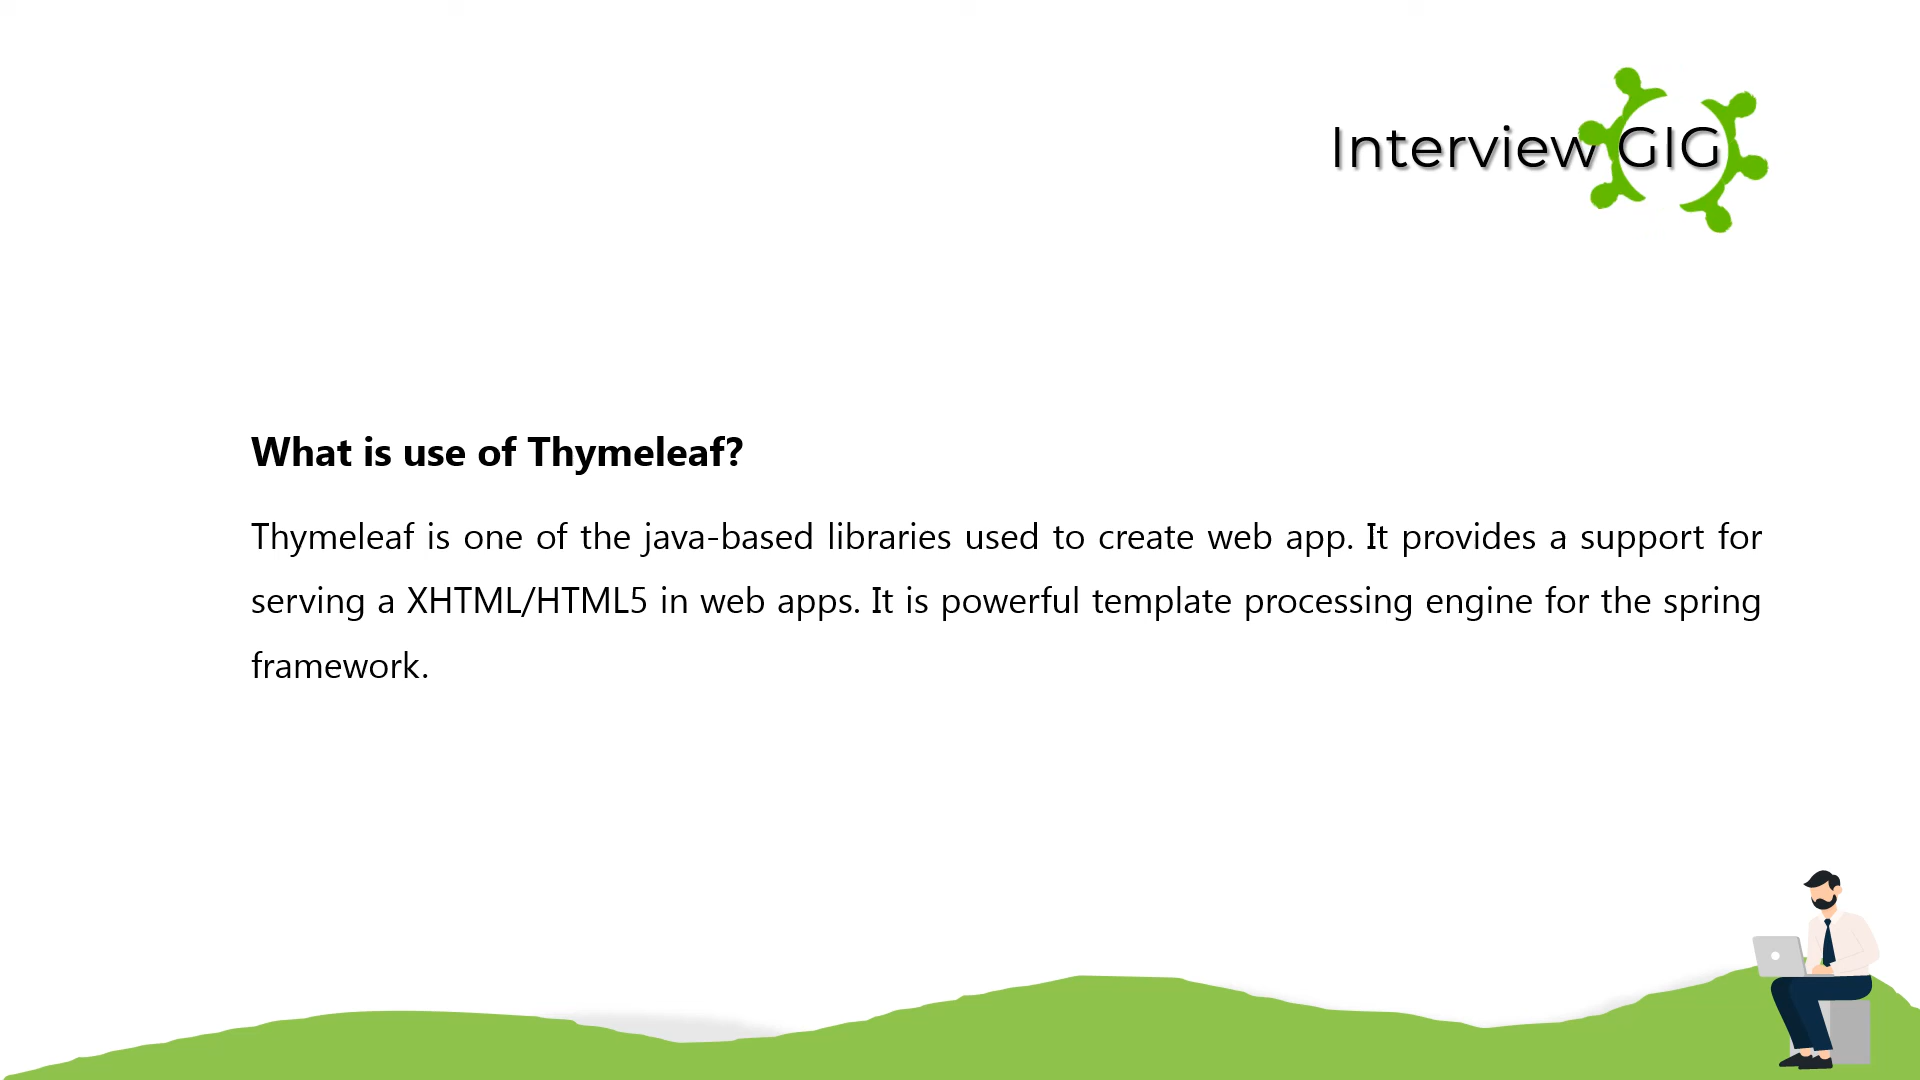 Interview GIG
What is use of Thymeleaf?
Thymeleaf is one of the java-based libraries used to create web app. It provides a support for
serving a XHTML/HTML5 in web apps. It is powerful template processing engine for the spring
framework.